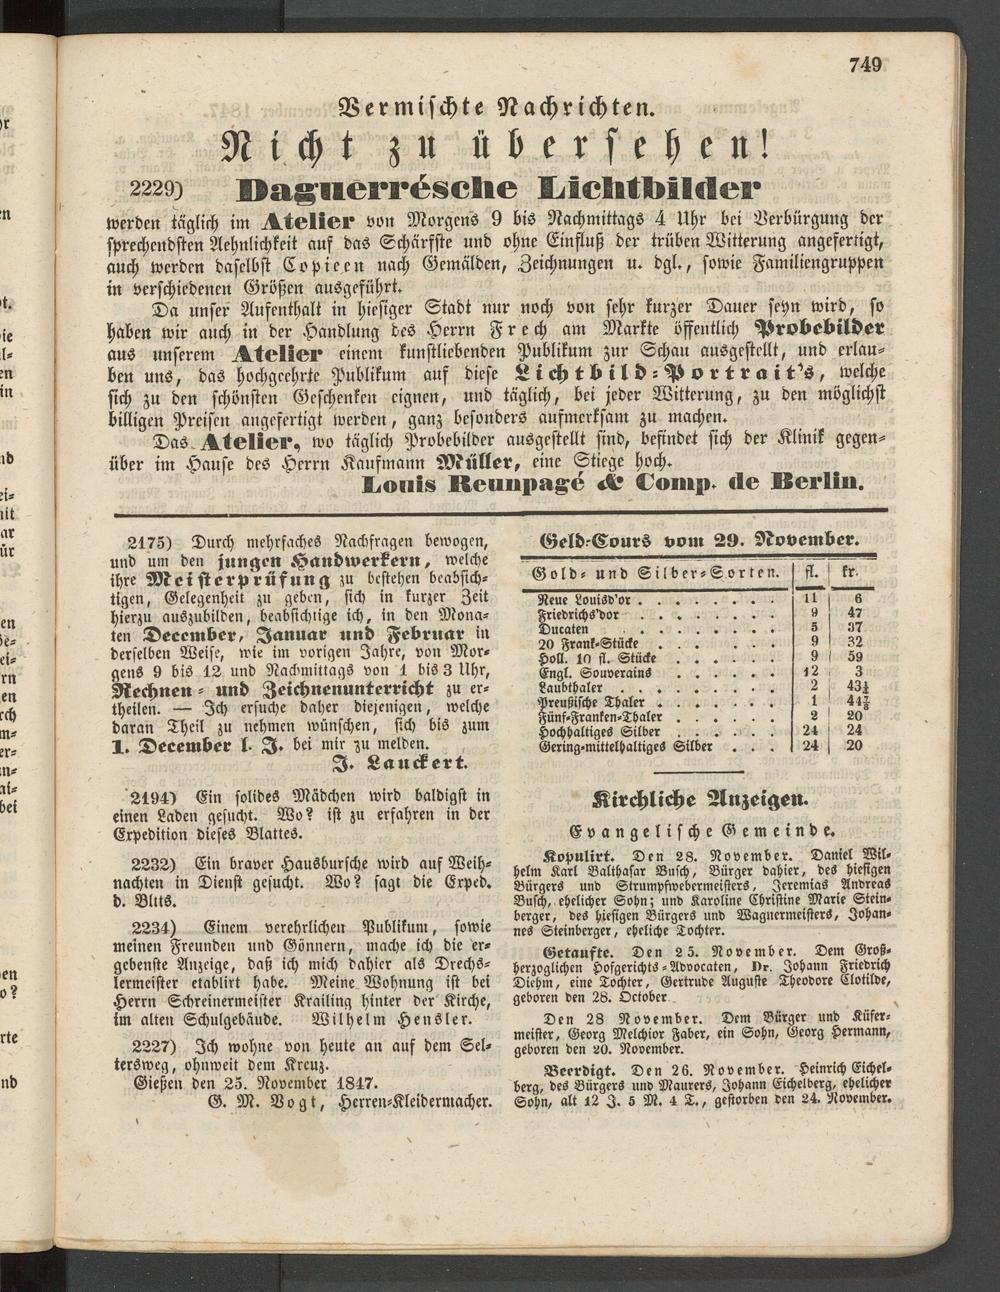 749
Vermischte Nachrichten.
Nicht zu übersehen!
2229) Daguerrésche Lichtbilder
werden täglich im Atelier von Morgens 9 bis Nachmittags 4 Uhr bei Verbürgung der
sprechendsten Aehnlichkeit auf das Schärfste und ohne Einfluß der trüben Witterung angefertigt,
auch werden daselbst Copieen nach Gemälden, Zeichnungen u. dgl., sowie Familiengruppen
in verschiedenen Größen ausgeführt.
Da unser Aufenthalt in hiesiger Stadt nur noch von sehr kurzer Dauer seyn wird, so
haben wir auch in der Handlung des Herrn Frech am Markte öffentlich Probebilder
aus unserem Atelier einem kunstliebenden Publikum zur Schau ausgestellt, und erlau-
ben uns, das hochgeehrte Publikum auf diese Lichtbild-Portrait's, welche
sich zu den schönsten Geschenken eignen, und täglich, bei jeder Witterung, zu den möglichst
billigen Preisen angefertigt werden, ganz besonders aufmerksam zu machen.
Das Atelier, wo täglich Probebilder ausgestellt sind, befindet sich der Klinik gegen-
über im Hause des Herrn Kaufmann Müller, eine Stiege hoch.
Louis Reunpagé & Comp. de Berlin.
2175) Durch mehrfaches Nachfragen bewogen,
und um den jungen Handwerkern, welche
ihre Meisterprüfung zu bestehen beabsich-
tigen, Gelegenheit zu geben, sich in kurzer Zeit
hierzu auszubilden, beabsichtige ich, in den Mona-
ten December, Januar und Februar in
derselben Weise, wie im vorigen Jahre, von Mor-
gens 9 bis 12 und Nachmittags von 1 bis 3 Uhr,
Rechnen- und Zeichnenunterricht zu er-
theilen. — Ich ersuche daher diejenigen, welche
daran Theil zu nehmen wünschen, sich bis zum
1. December l. J. bei mir zu melden.
J. Lauckert.
2194) Ein solides Mädchen wird baldigst in
einen Laden gesucht. Wo? ist zu erfahren in der
Expedition dieses Blattes.
2232) Ein braver Hausbursche wird auf Weih-
nachten in Dienst gesucht. Wo? sagt die Exped.
d. Blits.
2234) Einem verehrlichen Publikum, sowie
meinen Freunden und Gönnern, mache ich die er-
gebenste Anzeige, daß ich mich dahier als Drechs-
lermeister etablirt habe. Meine Wohnung ist bei
Herrn Schreinermeister Krailing hinter der Kirche,
im alten Schulgebäude. Wilhelm Hensler.
2227) Ich wohne von heute an auf dem Sel-
tersweg, ohnweit dem Kreuz.
Gießen den 25. November 1847.
G. M. Vogt, Herren-Kleidermacher.
Geld-Cours vom 29. November.
Gold- und Silber-Sorten. fl. kr.
Neue Louisd'or . . . . . . . . 11 6
Friedrichs'dor . . . . . . . . 9 47
Ducaten . . . . . . . . 5 37
20 Frank-Stücke . . . . . . 9 32
Holl. 10 fl. Stücke . . . . . . 9 59
Engl. Souverains . . . . . . 12 3
Laubthaler . . . . . . . . 2 43½
Preußische Thaler . . . . . . 1 44⅞
Fünf-Franken-Thaler . . . . . . 2 20
Hochhaltiges Silber . . . . . . 24 24
Gering-mittelhaltiges Silber . . . 24 20
Kirchliche Anzeigen.
Evangelische Gemeinde.
Kopulirt. Den 28. November. Daniel Wil-
helm Karl Balthasar Busch, Bürger dahier, des hiesigen
Bürgers und Strumpfwebermeisters, Jeremias Andreas
Busch, ehelicher Sohn; und Karoline Christine Marie Stein-
berger, des hiesigen Bürgers und Wagnermeisters, Johan-
nes Steinberger, eheliche Tochter.
Getaufte. Den 25. November. Dem Groß-
herzoglichen Hofgerichts-Advocaten, Dr. Johann Friedrich
Diehm, eine Tochter, Gertrude Auguste Theodore Clotilde,
geboren den 28. October
Den 28 November. Dem Bürger und Küfer-
meister, Georg Melchior Faber, ein Sohn, Georg Hermann,
geboren den 20. November.
Beerdigt. Den 26. November. Heinrich Eichel-
berg, des Bürgers und Maurers, Johann Eichelberg, ehelicher
Sohn, alt 12 J. 5 M. 4 T., gestorben den 24. November.